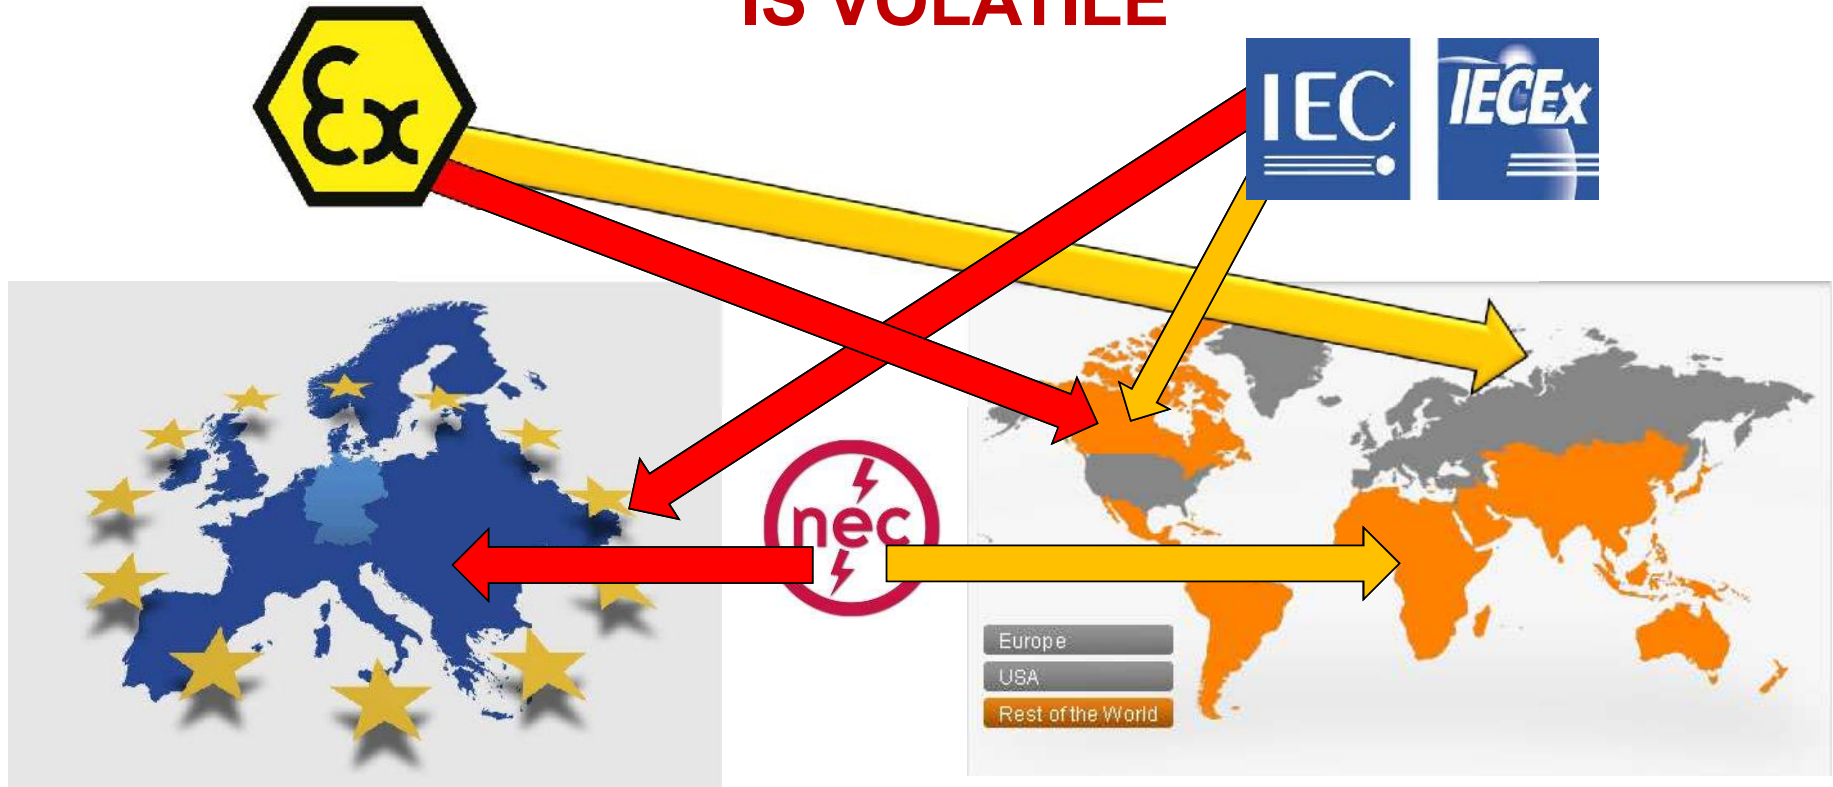 IS VOLATILE
Ex
IEC
IECEx
nec
Europe
USA
Rest of the World